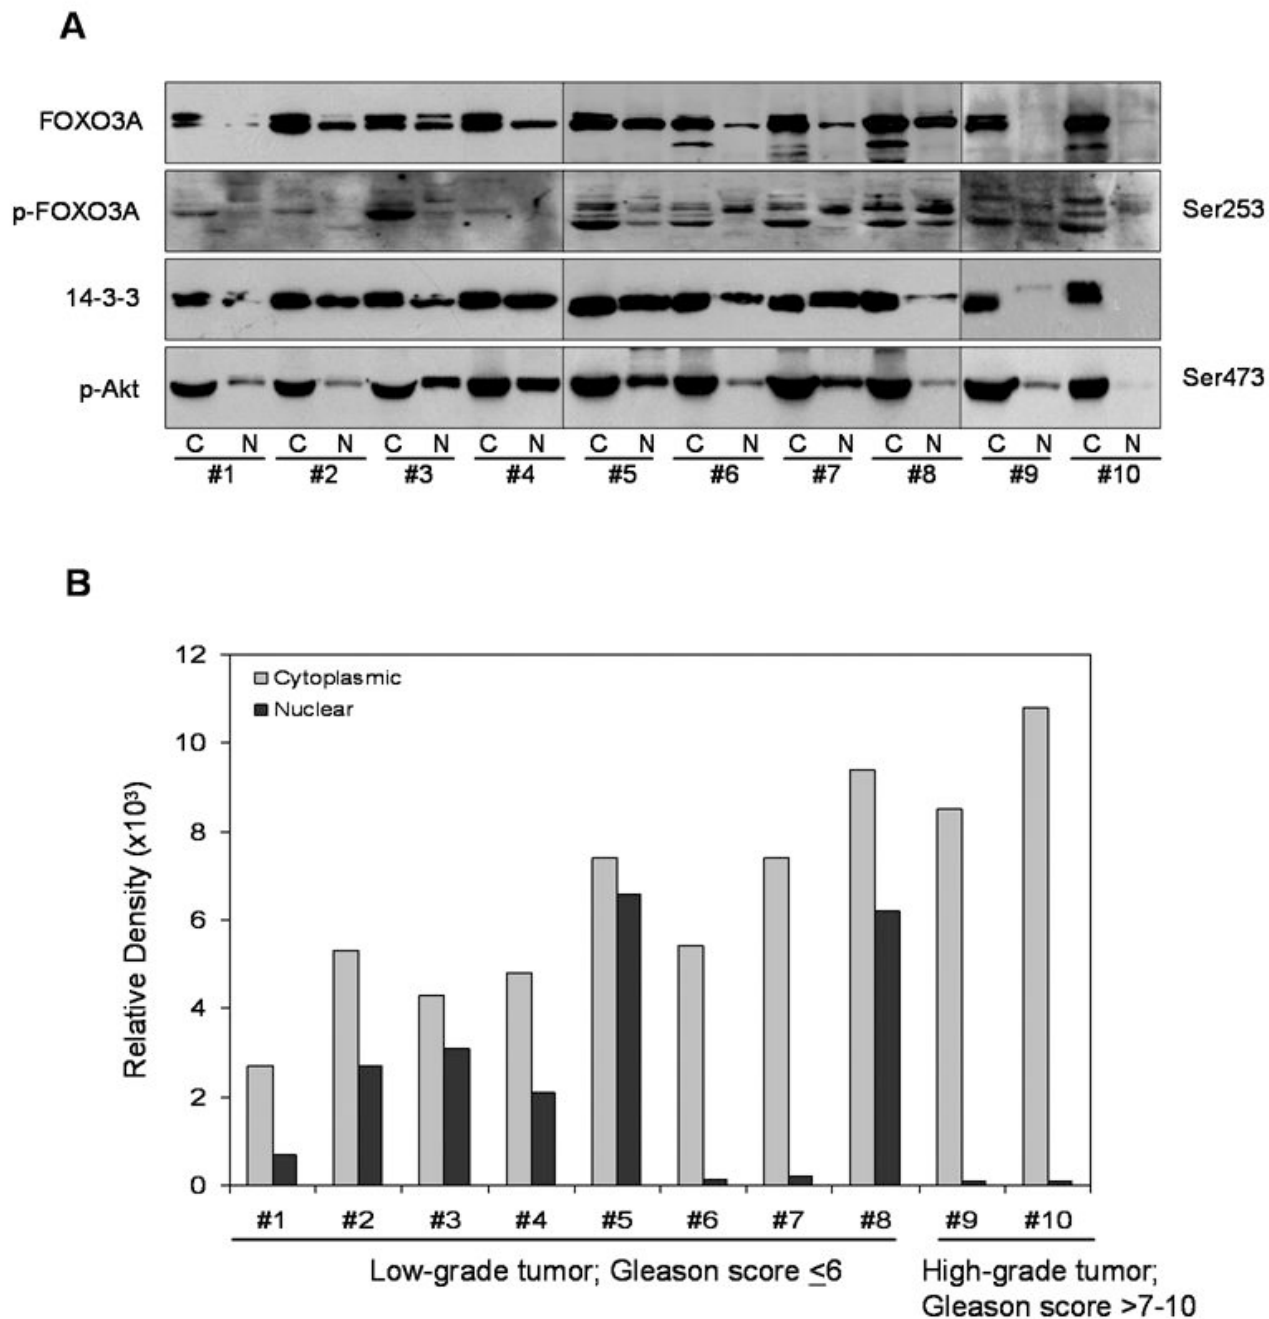 A
FOXO3A
p-FOXO3A
Ser253
14-3-3
p-Akt
Ser473
C N C N C N C N C N C N C N C N C N C N
#1 #2 #3 #4 #5 #6 #7 #8 #9 #10
B
12
10
8
6
4
2
0
Relative Density (x10³)
Cytoplasmic
Nuclear
#1 #2 #3 #4 #5 #6 #7 #8 #9 #10
Low-grade tumor; Gleason score ≤6
High-grade tumor;
Gleason score >7-10